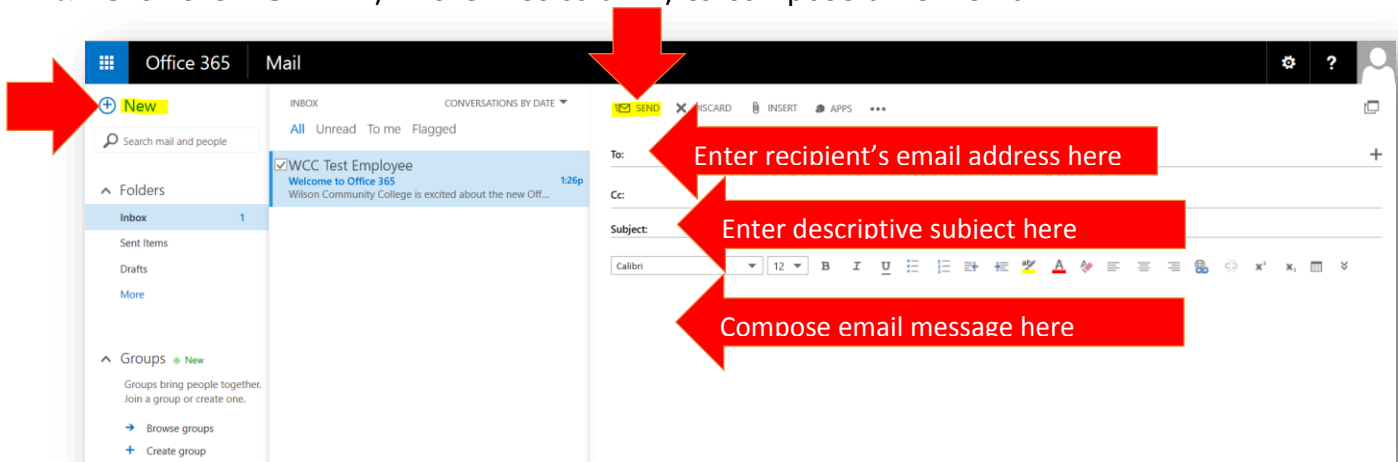 Office 365 Mail
New
Search mail and people
Folders
Inbox 1
Sent Items
Drafts
More
Groups New
Groups bring people together.
Join a group or create one.
Browse groups
Create group
INBOX CONVERSATIONS BY DATE
All Unread To me Flagged
WCC Test Employee
Welcome to Office 365 1:26p
Wilson Community College is excited about the new Off...
SEND ISCARD INSERT APPS •••
To: Enter recipient's email address here
Cc:
Subject: Enter descriptive subject here
Calibri 12 B I U
Compose email message here